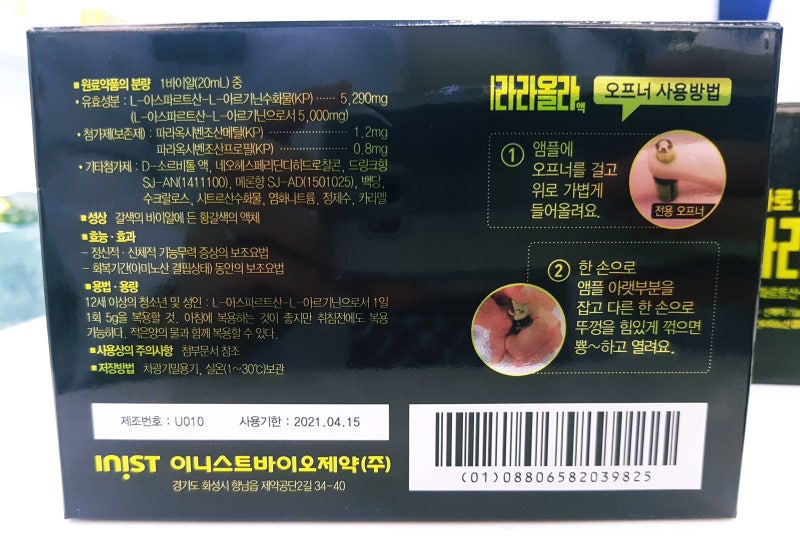 ■원료약품의 분량 1바이알(20mL) 중
• 유효성분 : L-아스파르트산-L-아르기닌수화물(KP) ······ 5,290mg
(L-아스파르트산-L-아르기닌으로서 5,000mg)
• 첨가제(보존제) : 파라옥시벤조산메틸(KP) ·················· 1.2mg
파라옥시벤조산프로필(KP) ·················· 0.8mg
• 기타첨가제 : D-소르비톨 액, 네오헤스페리딘디히드로찰콘, 드링크향
SJ-AN(1411100), 메론향 SJ-AD(1501025), 백당,
수크랄로스, 시트르산수화물, 염화나트륨, 정제수, 카라멜
■성상 갈색의 바이알에 든 황갈색의 액체
■효능·효과
- 정신적·신체적 기능무력 증상의 보조요법
- 회복기간(아미노산 결핍상태) 동안의 보조요법
■용법·용량
12세 이상의 청소년 및 성인 : L-아스파르트산-L-아르기닌으로서 1일
1회 5g을 복용할 것. 아침에 복용하는 것이 좋지만 취침전에도 복용
가능하다. 적은양의 물과 함께 복용할 수 있다.
■사용상의 주의사항 첨부문서 참조
■저장방법 차광기밀용기, 실온(1~30℃)보관
제조번호 : U010 사용기한 : 2021.04.15
INIST 이니스트바이오제약(주)
경기도 화성시 향남읍 제약공단2길 34-40
라라올라액 오프너 사용방법
① 앰플에
오프너를 걸고
위로 가볍게
들어올려요.
전용 오프너
② 한 손으로
앰플 아랫부분을
잡고 다른 한 손으로
뚜껑을 힘있게 꺾으면
뽕~하고 열려요.
(01)08806582039825